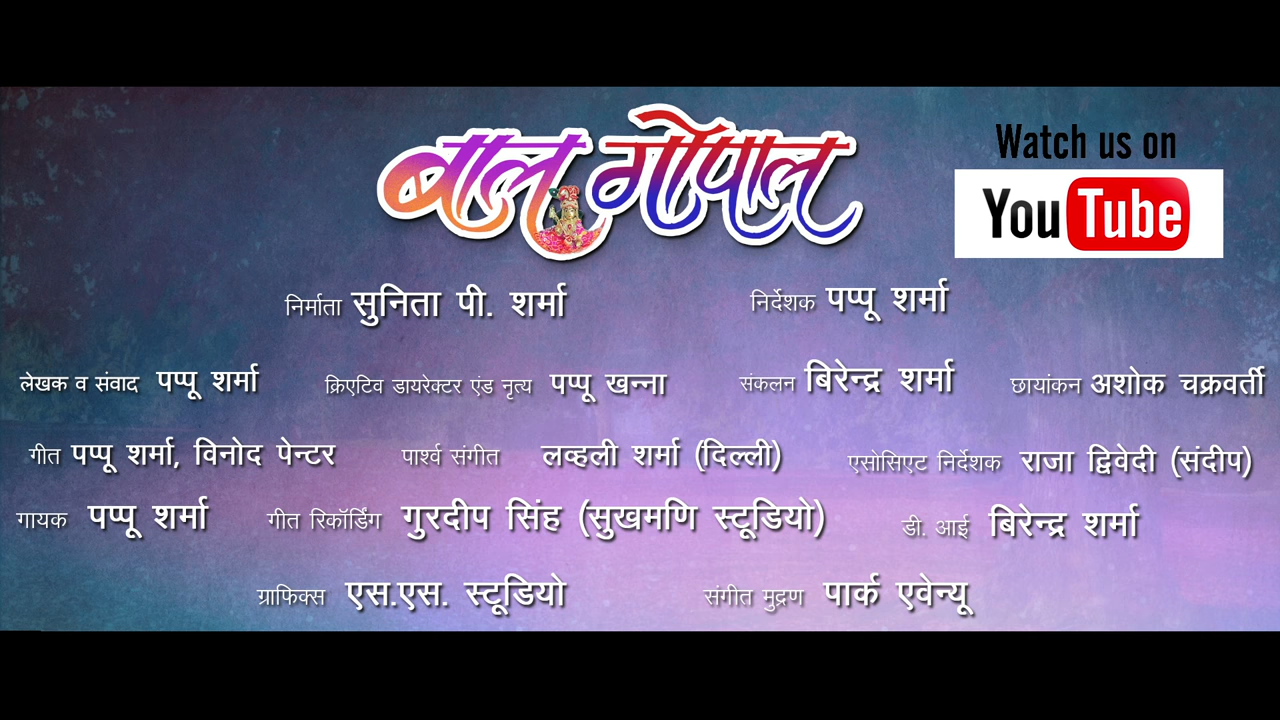 बाल गोपाल
Watch us on
YouTube
निर्माता सुनिता पी. शर्मा निर्देशक पप्पू शर्मा
लेखक व संवाद पप्पू शर्मा क्रिएटिव डायरेक्टर एंड नृत्य पप्पू खन्ना संकलन बिरेन्द्र शर्मा छायांकन अशोक चक्रवर्ती
गीत पप्पू शर्मा, विनोद पेन्टर पार्श्व संगीत लव्हली शर्मा (दिल्ली) एसोसिएट निर्देशक राजा द्विवेदी (संदीप)
गायक पप्पू शर्मा गीत रिकॉर्डिंग गुरदीप सिंह (सुखमणि स्टूडियो) डी. आई बिरेन्द्र शर्मा
ग्राफिक्स एस.एस. स्टूडियो संगीत मुद्रण पार्क एवेन्यू